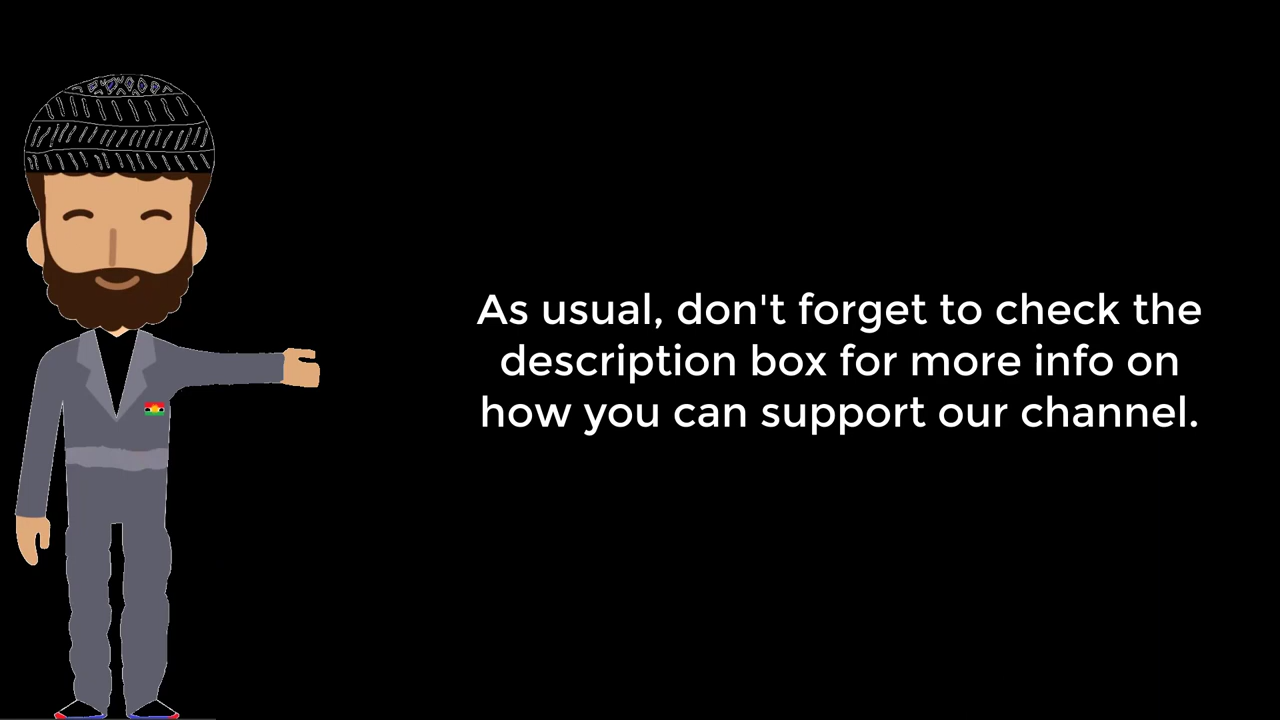 As usual, don't forget to check the
description box for more info on
how you can support our channel.